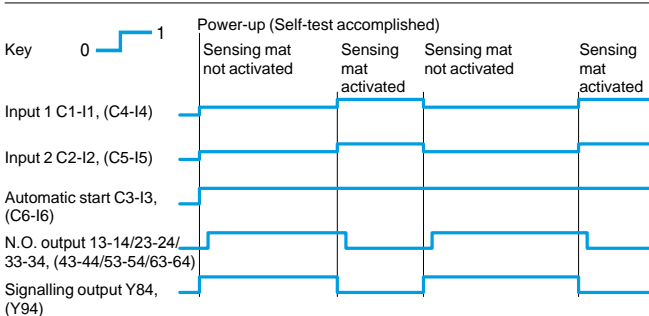 Power-up (Self-test accomplished)
Key 0 1
Sensing mat
not activated
Sensing
mat
activated
Sensing mat
not activated
Sensing
mat
activated
Input 1 C1-I1, (C4-I4)
Input 2 C2-I2, (C5-I5)
Automatic start C3-I3,
(C6-I6)
N.O. output 13-14/23-24/
33-34, (43-44/53-54/63-64)
Signalling output Y84,
(Y94)